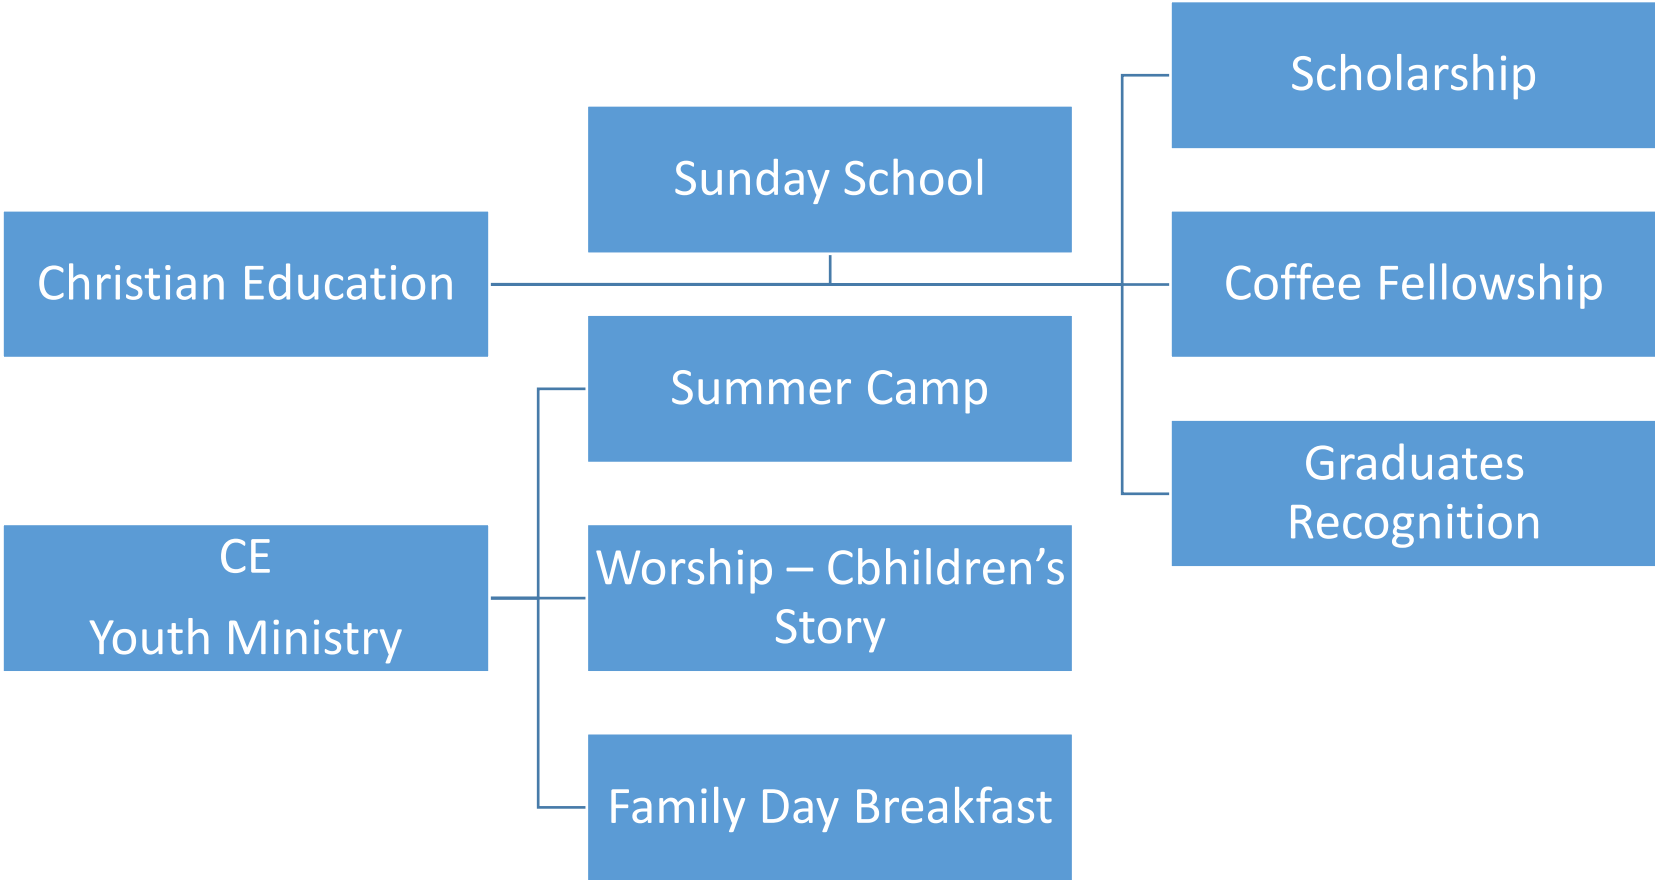 Christian Education
Sunday School
Scholarship
Coffee Fellowship
Graduates
Recognition
CE
Youth Ministry
Summer Camp
Worship – Cbhildren’s
Story
Family Day Breakfast